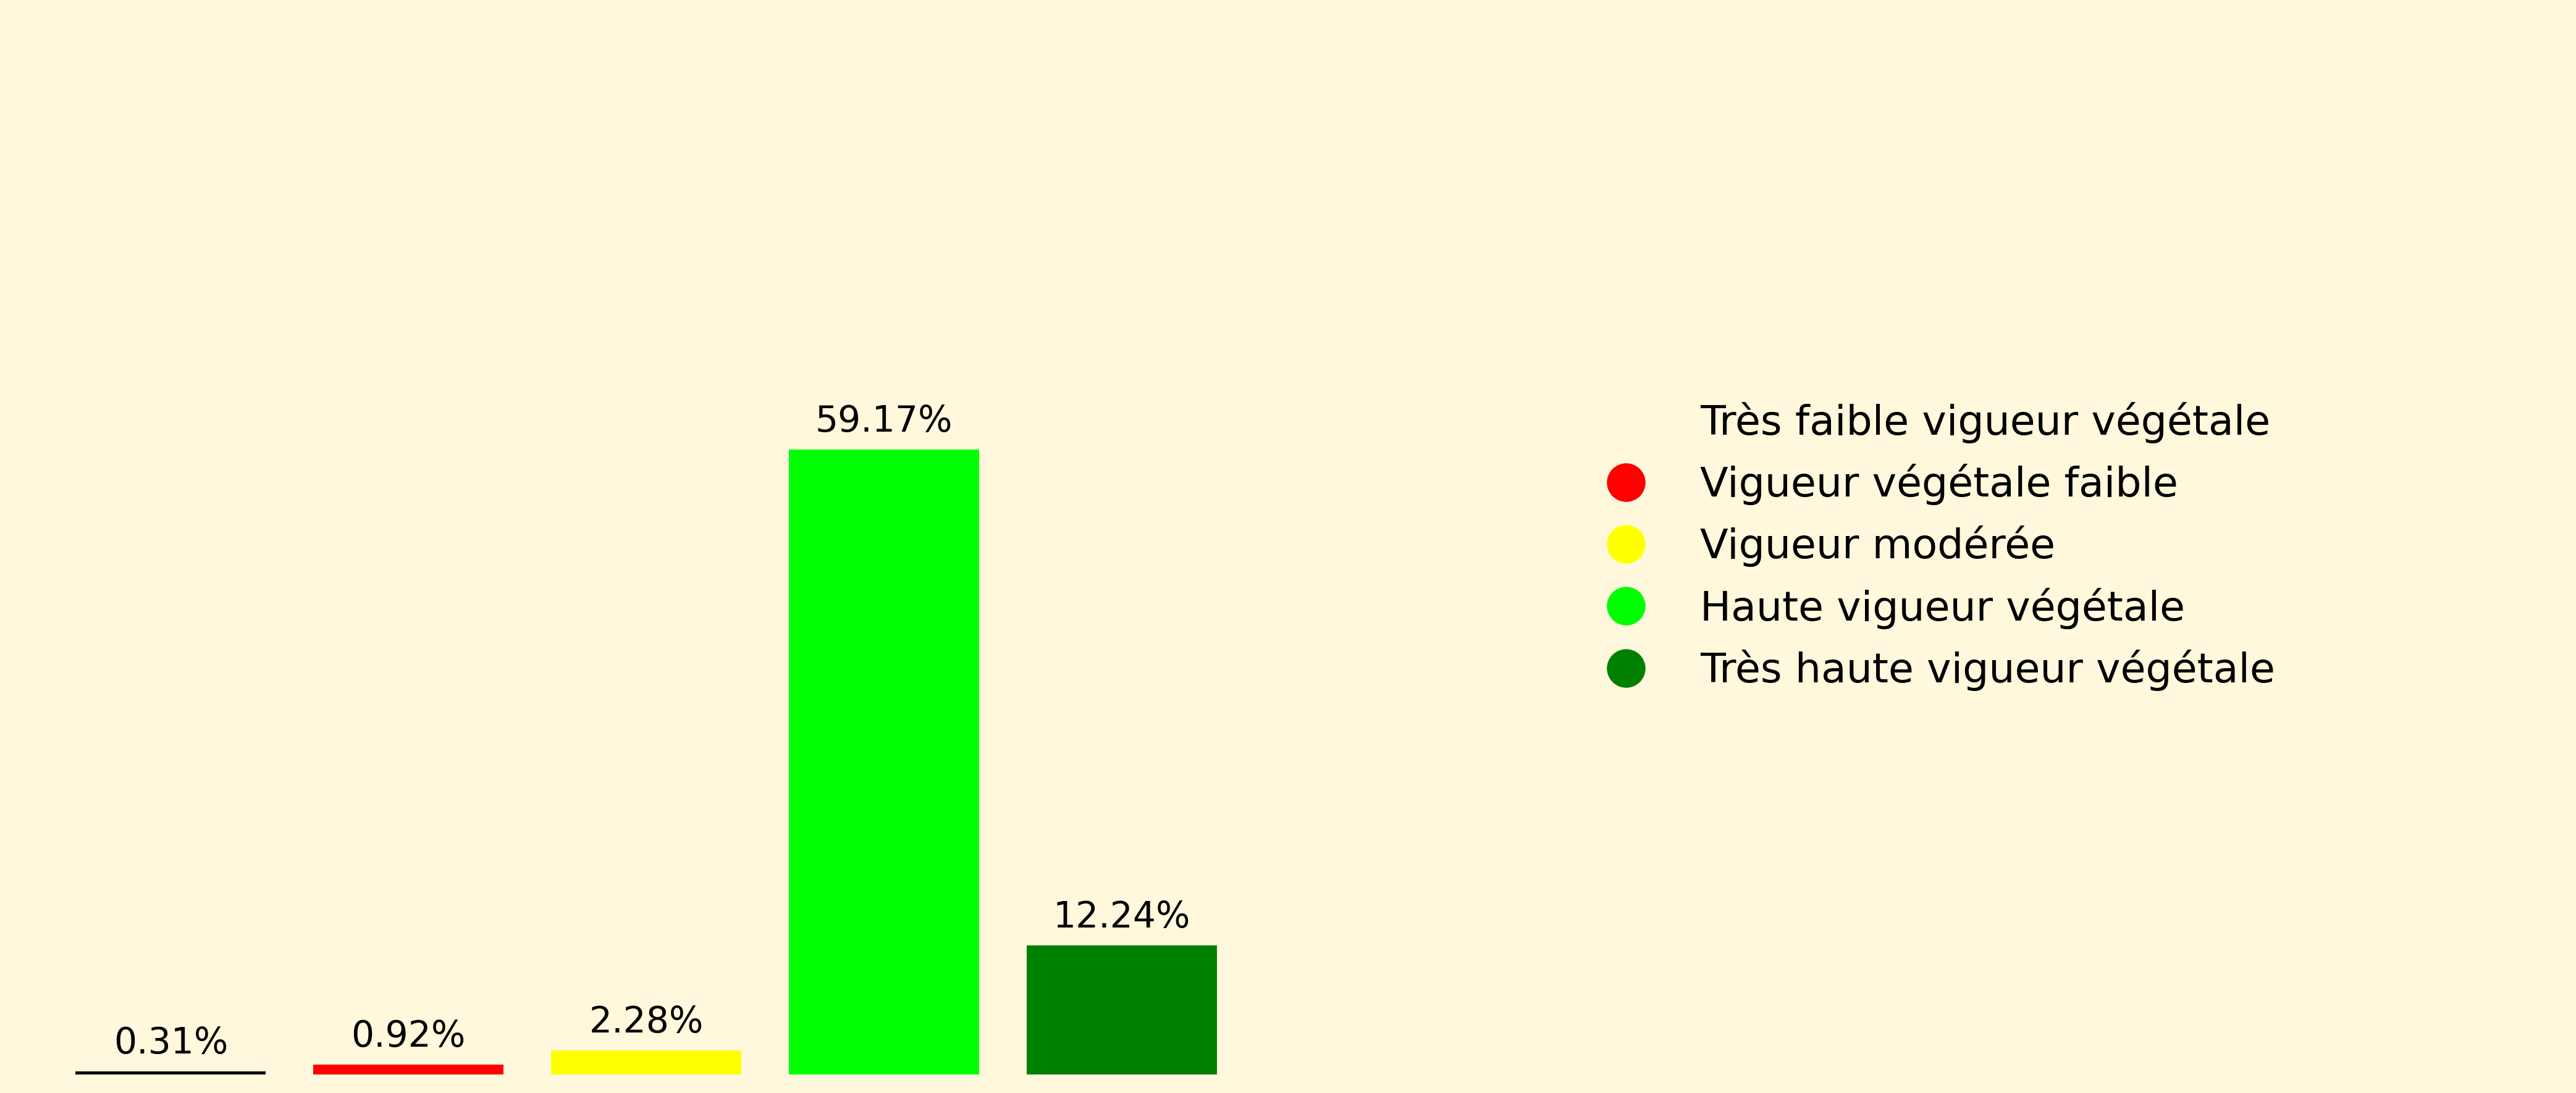 59.17%
12.24%
2.28%
0.92%
0.31%
Très faible vigueur végétale
Vigueur végétale faible
Vigueur modérée
Haute vigueur végétale
Très haute vigueur végétale